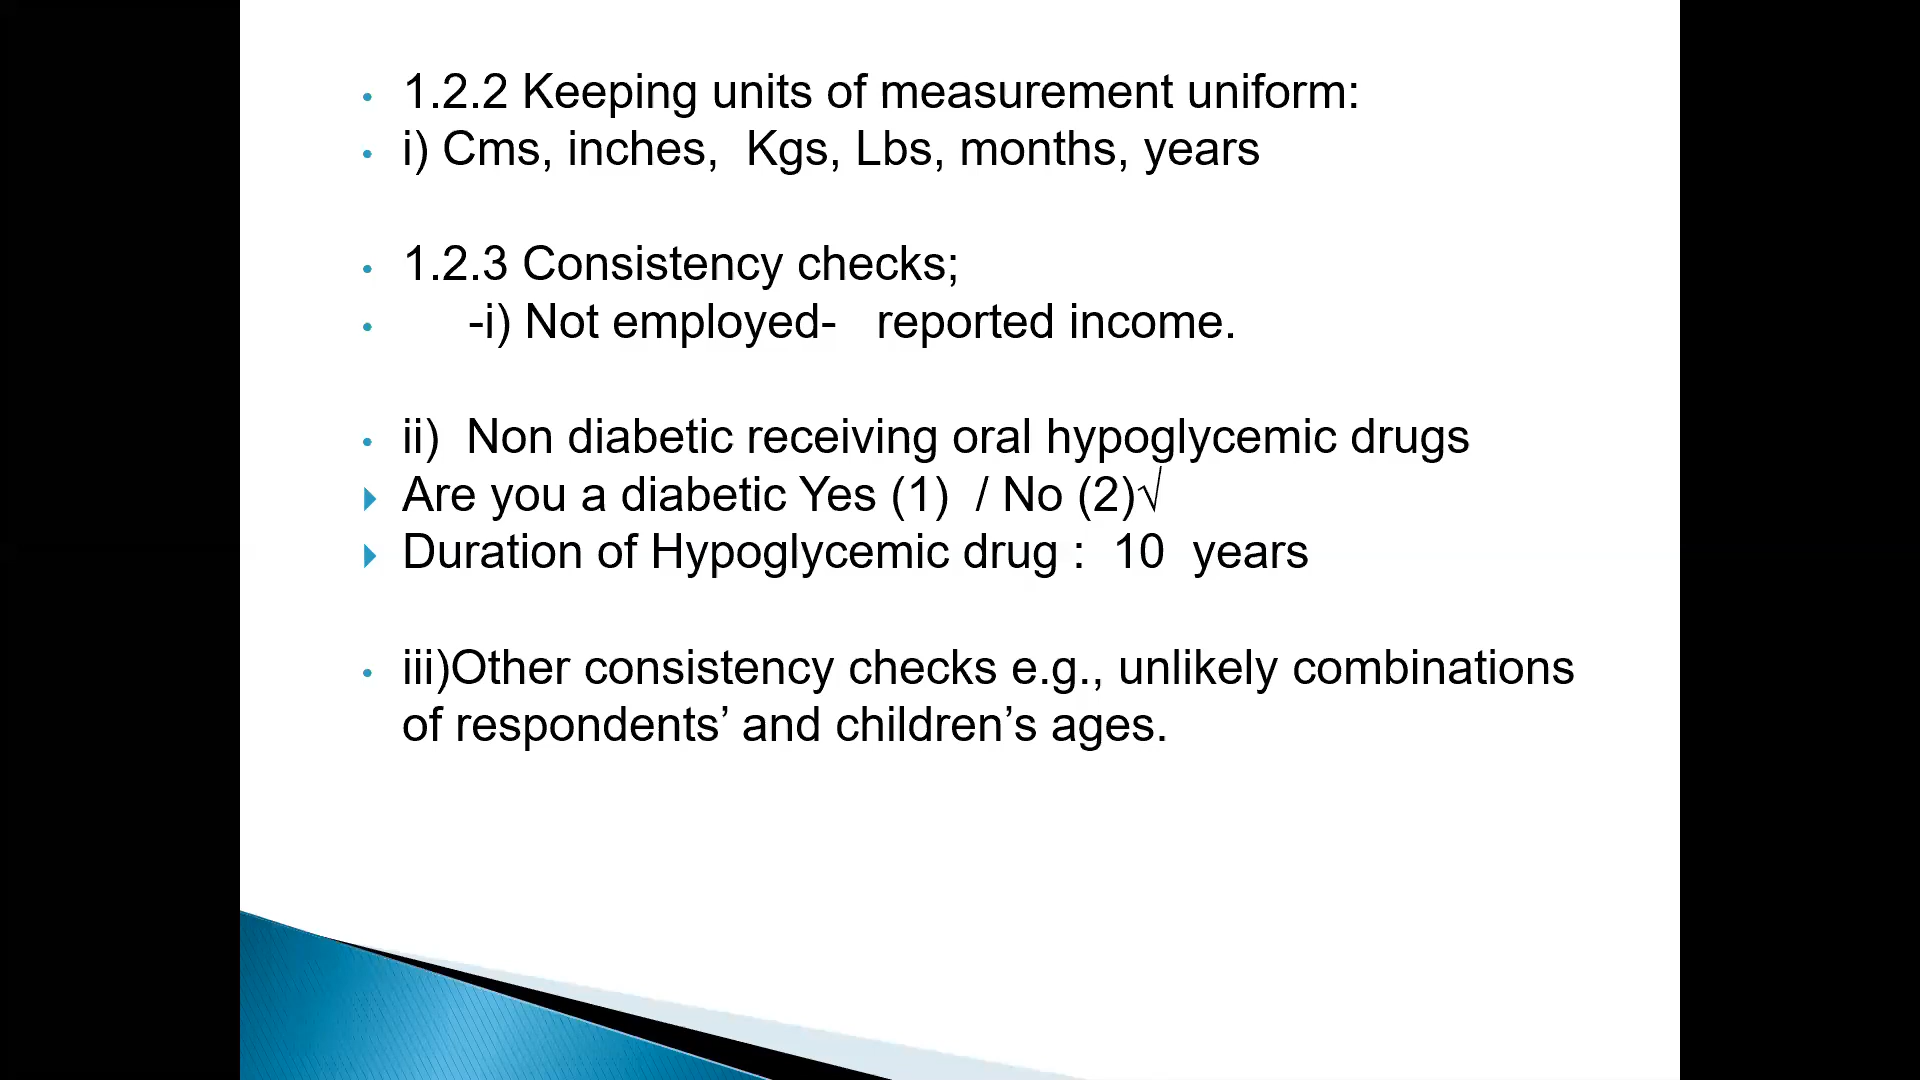 1.2.2 Keeping units of measurement uniform:
i) Cms, inches,  Kgs, Lbs, months, years
1.2.3 Consistency checks;
-i) Not employed-   reported income.
ii)  Non diabetic receiving oral hypoglycemic drugs
Are you a diabetic Yes (1)  / No (2)√
Duration of Hypoglycemic drug :  10  years
iii)Other consistency checks e.g., unlikely combinations
of respondents’ and children’s ages.